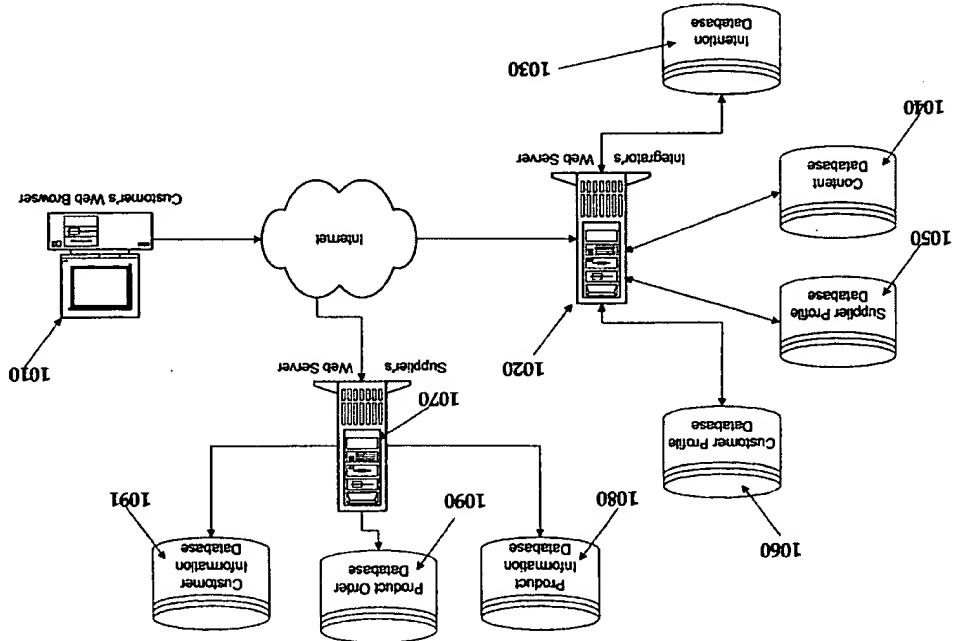 Product
Information
Database
Product Order
Database
Customer
Information
Database
1060
1080
1090
1091
Customer Profile
Database
1070
1020
Supplier's
Web Server
1010
Supplier Profile
Database
1050
Internet
Content
Database
Customer's Web Browser
Integrator's
Web Server
1040
1030
Intention
Database